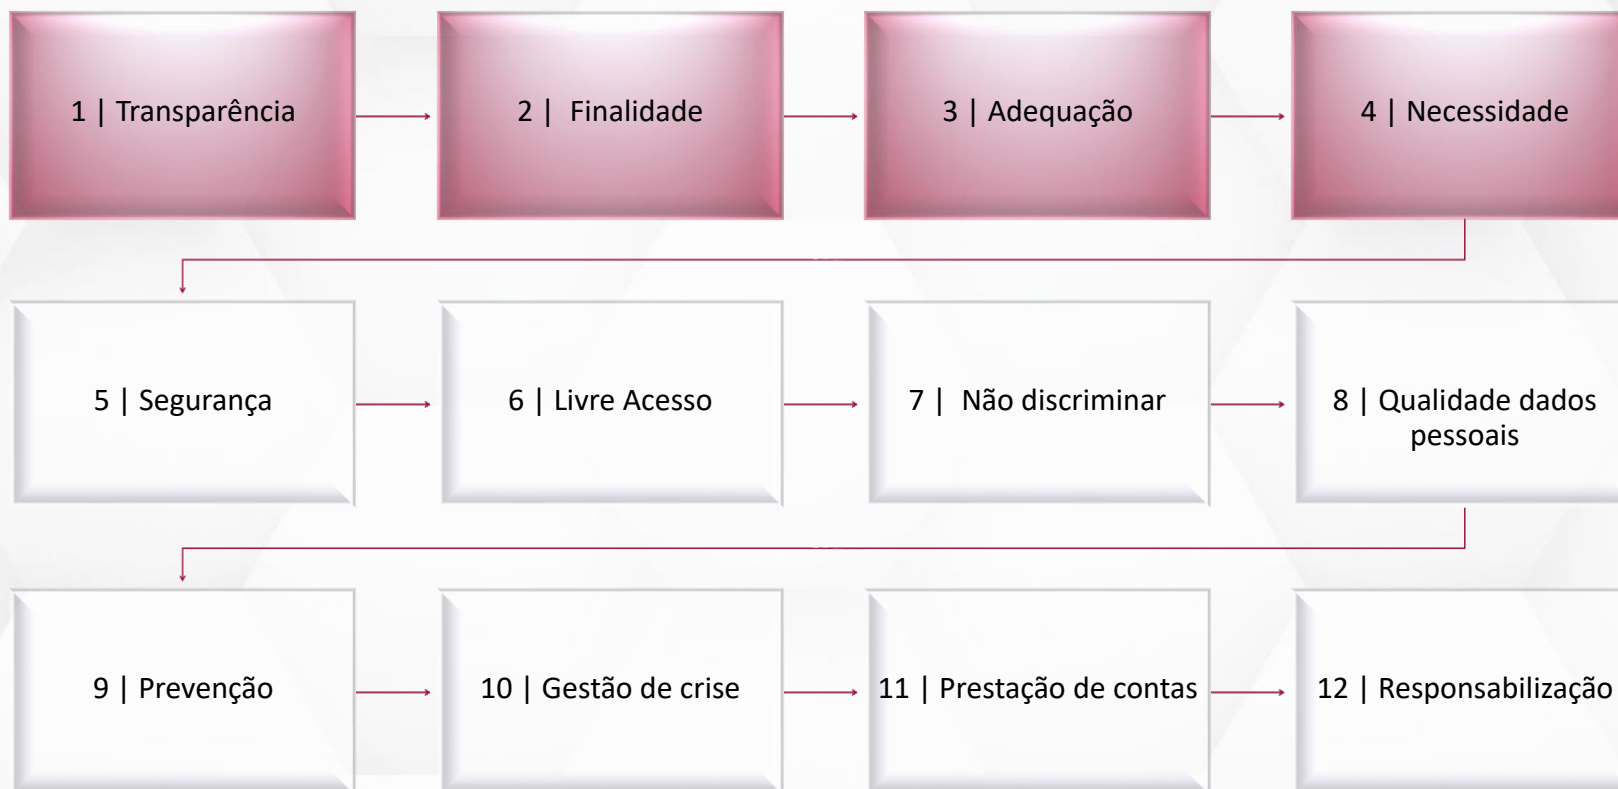 1 | Transparência
2 | Finalidade
3 | Adequação
4 | Necessidade
5 | Segurança
6 | Livre Acesso
7 | Não discriminar
8 | Qualidade dados
pessoais
9 | Prevenção
10 | Gestão de crise
11 | Prestação de contas
12 | Responsabilização